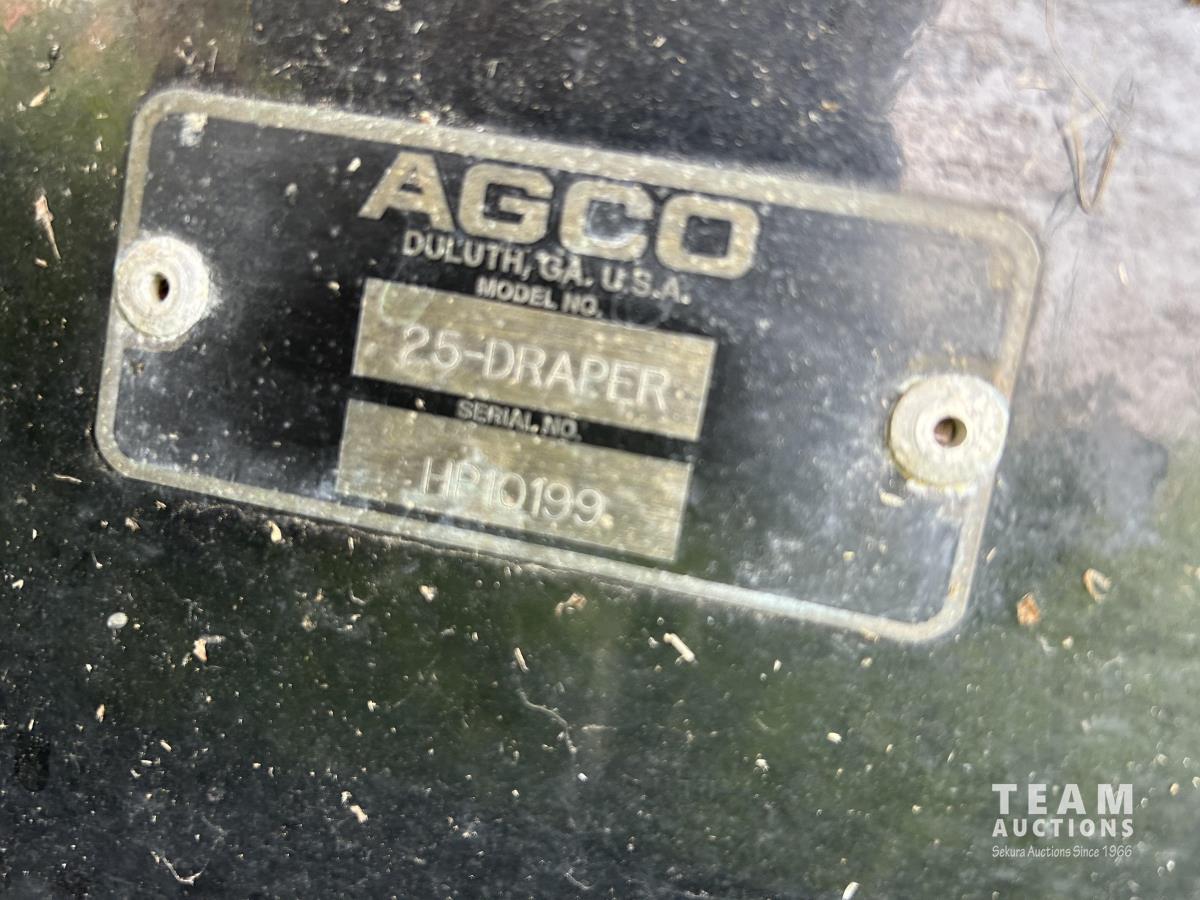 AGCO
DULUTH, GA. U.S.A.
MODEL NO.
25-DRAPER
SERIAL NO.
HP10199
TEAM
AUCTIONS
Sekura Auctions Since 1966